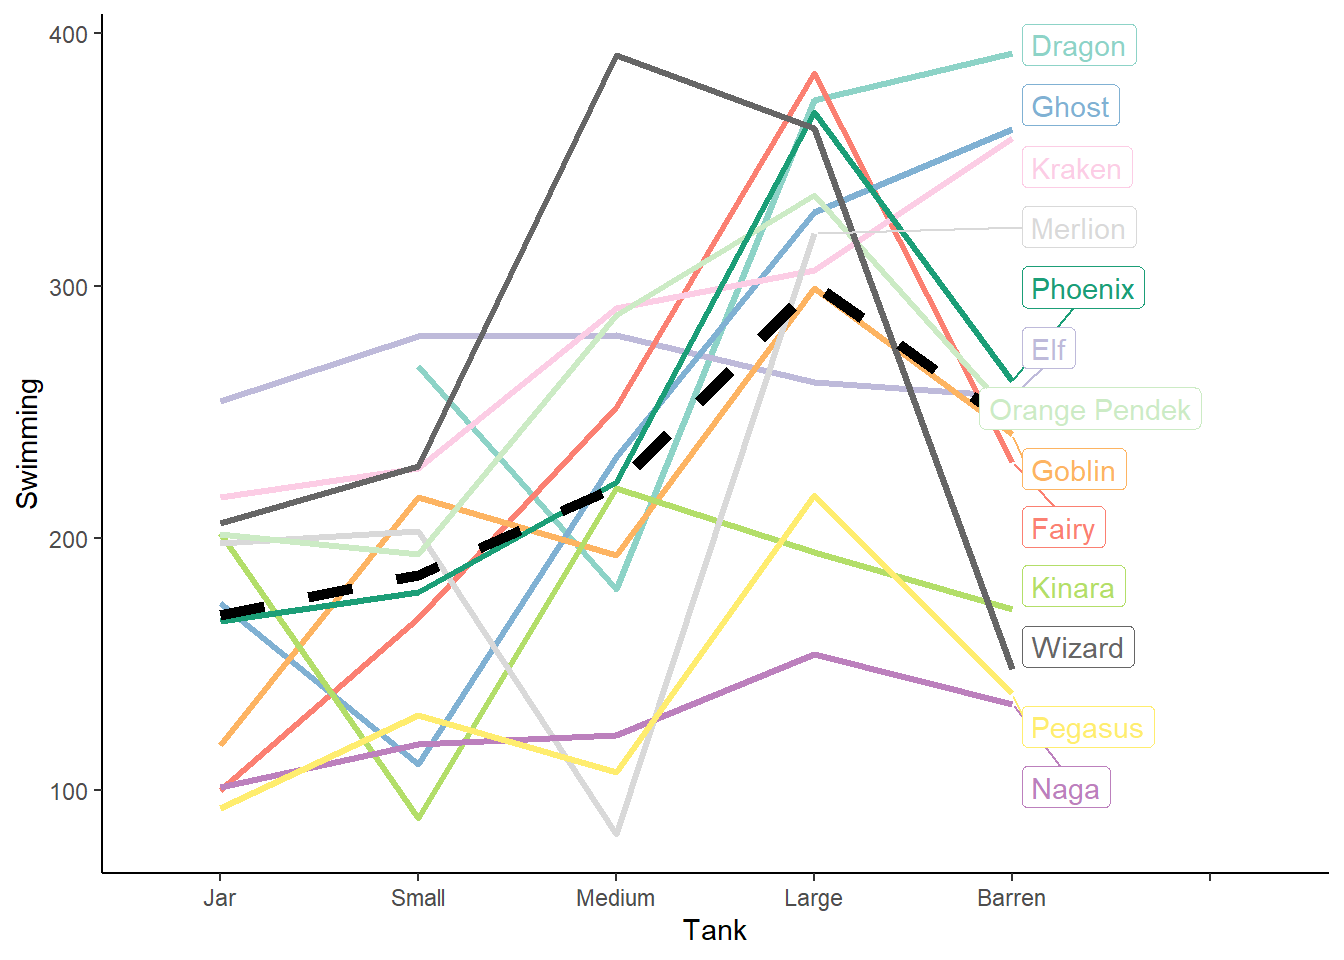 400
300
200
100
Swimming
Dragon
Ghost
Kraken
Merlion
Phoenix
Elf
Orange Pendek
Goblin
Fairy
Kinara
Wizard
Pegasus
Naga
Jar Small Medium Large Barren
Tank